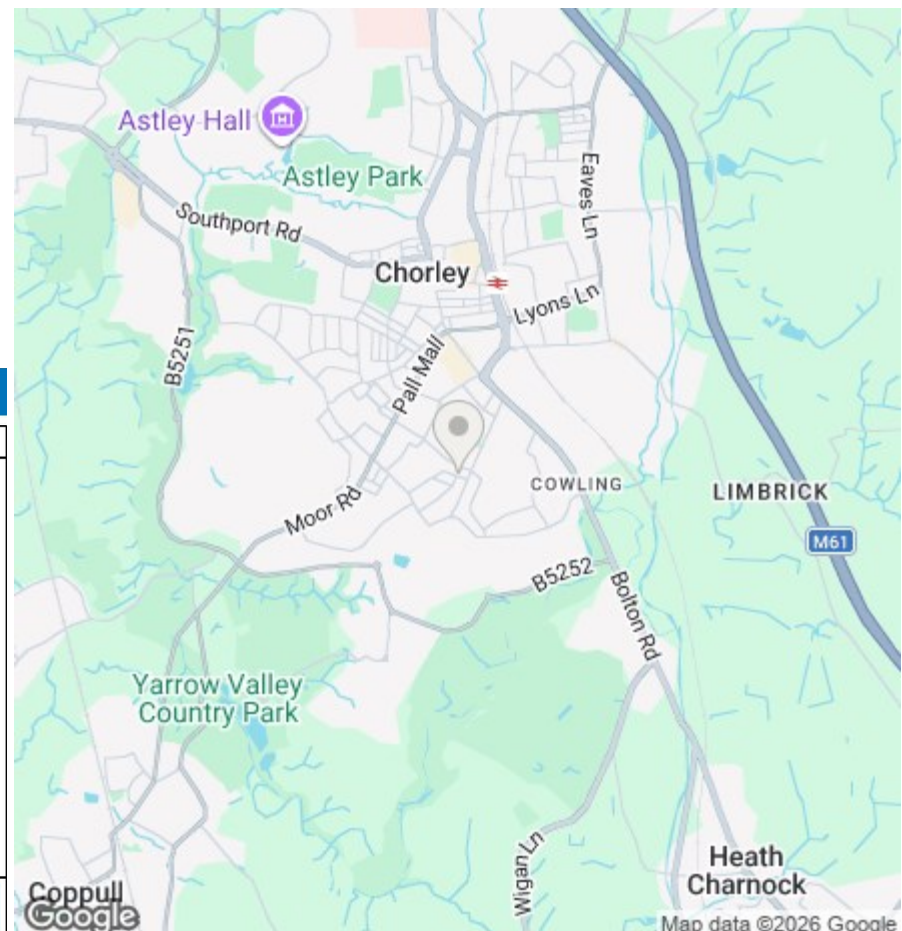 Astley Hall
Astley Park
Southport Rd
Eaves Ln
Chorley
Lyons Ln
B5251
Pall Mall
COWLING
LIMBRICK
Moor Rd
M61
B5252
Bolton Rd
Yarrow Valley
Country Park
Wigan Ln
Heath
Charnock
Coppull
Google
Map data ©2026 Google